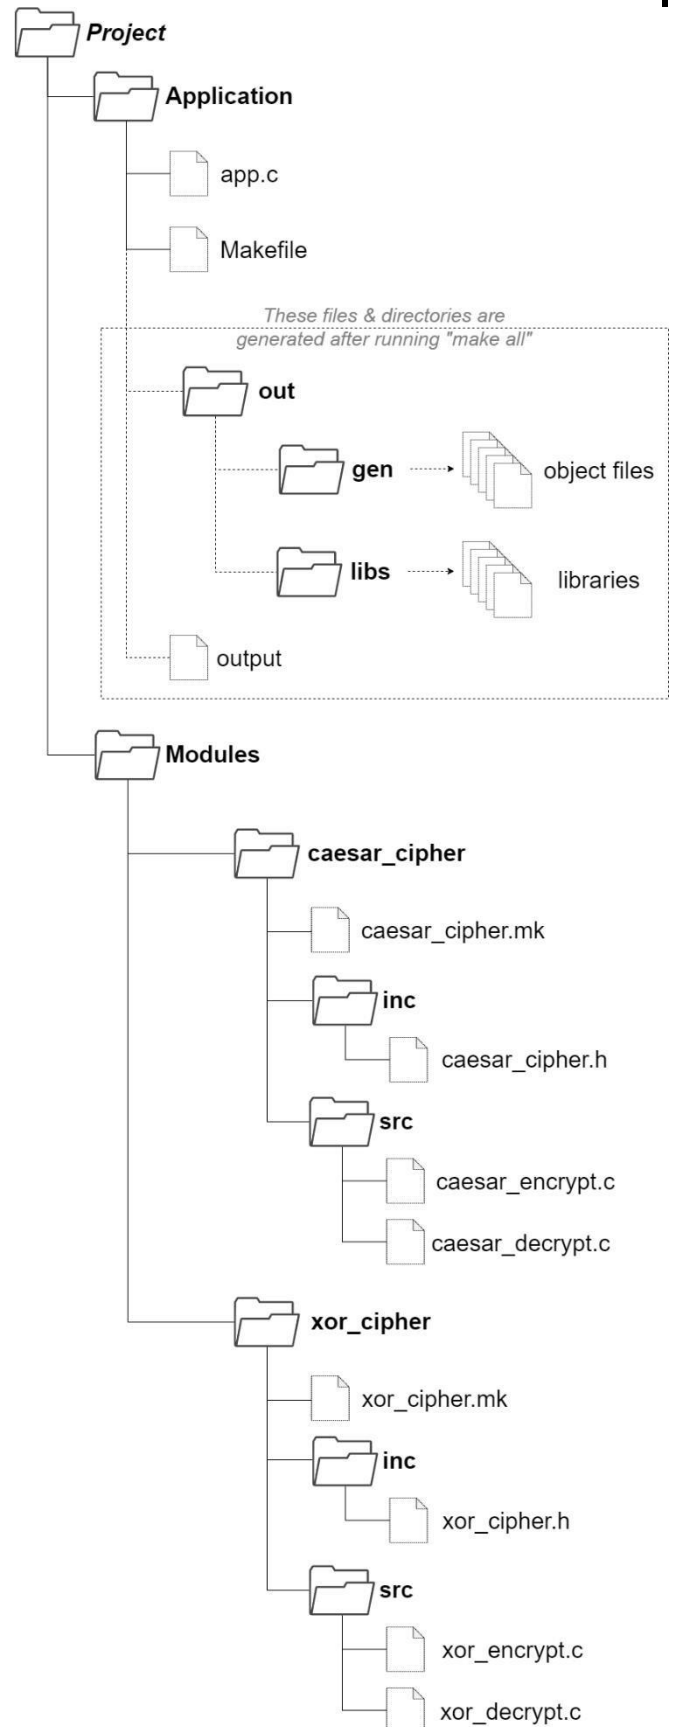 Project
Application
app.c
Makefile
These files & directories are
generated after running "make all"
out
gen
object files
libs
libraries
output
Modules
caesar_cipher
caesar_cipher.mk
inc
caesar_cipher.h
src
caesar_encrypt.c
caesar_decrypt.c
xor_cipher
xor_cipher.mk
inc
xor_cipher.h
src
xor_encrypt.c
xor_decrypt.c